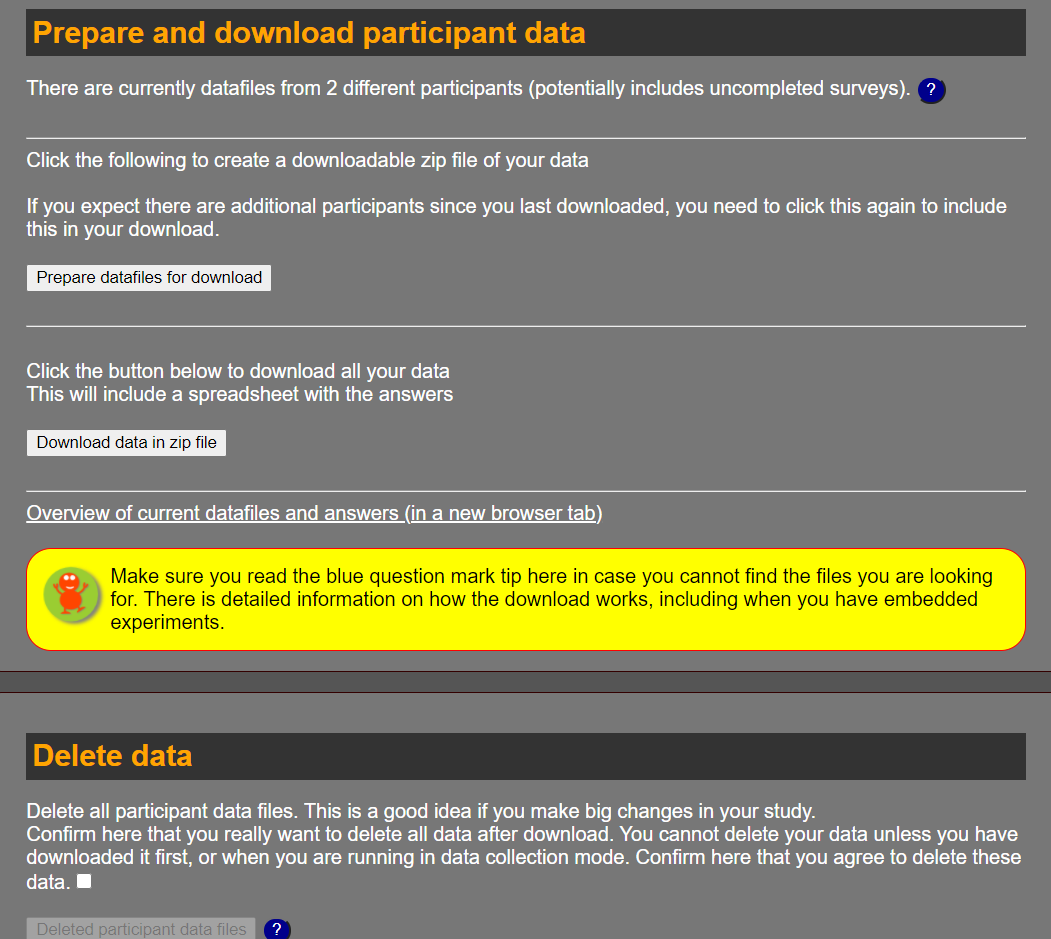 Prepare and download participant data
There are currently datafiles from 2 different participants (potentially includes uncompleted surveys). ?
Click the following to create a downloadable zip file of your data
If you expect there are additional participants since you last downloaded, you need to click this again to include
this in your download.
Prepare datafiles for download
Click the button below to download all your data
This will include a spreadsheet with the answers
Download data in zip file
Overview of current datafiles and answers (in a new browser tab)
Make sure you read the blue question mark tip here in case you cannot find the files you are looking
for. There is detailed information on how the download works, including when you have embedded
experiments.
Delete data
Delete all participant data files. This is a good idea if you make big changes in your study.
Confirm here that you really want to delete all data after download. You cannot delete your data unless you have
downloaded it first, or when you are running in data collection mode. Confirm here that you agree to delete these
data.
Deleted participant data files ?